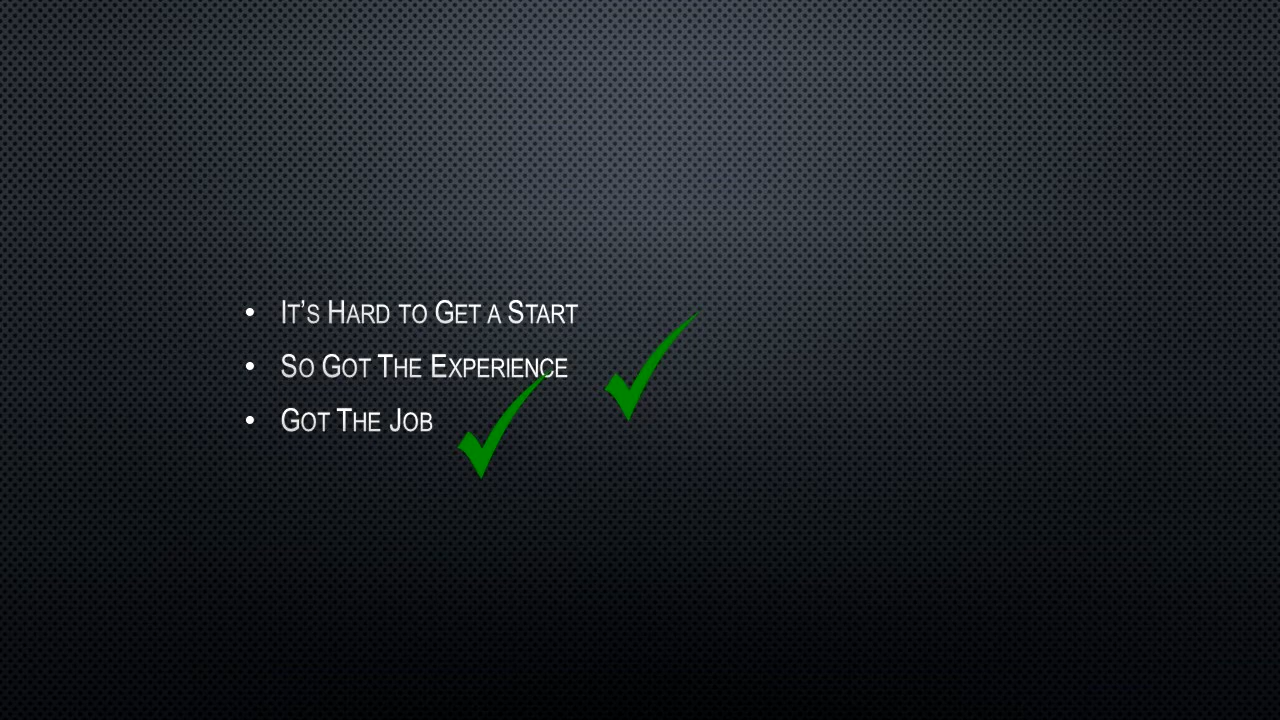 • It's Hard to Get a Start
• So Got The Experience
• Got The Job